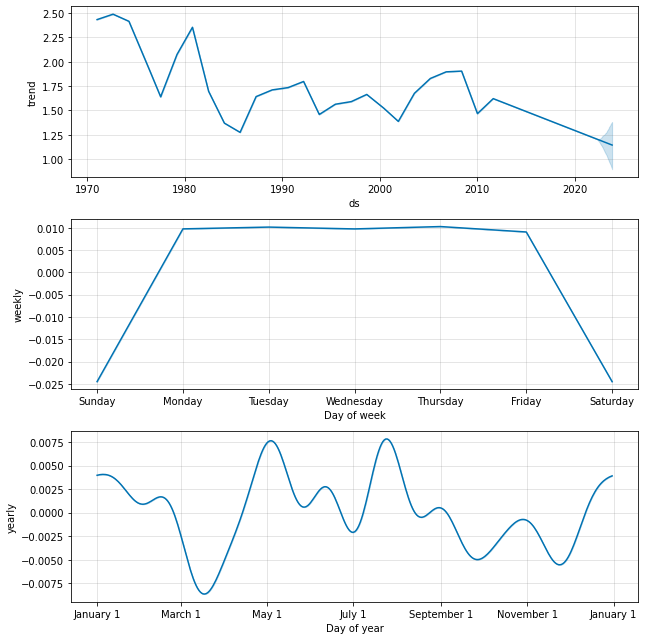 2.50
2.25
2.00
1.75
1.50
1.25
1.00
trend
1970 1980 1990 2000 2010 2020
ds
0.010
0.005
0.000
−0.005
−0.010
−0.015
−0.020
−0.025
weekly
Sunday Monday Tuesday Wednesday Thursday Friday Saturday
Day of week
0.0075
0.0050
0.0025
0.0000
−0.0025
−0.0050
−0.0075
yearly
January 1 March 1 May 1 July 1 September 1 November 1 January 1
Day of year